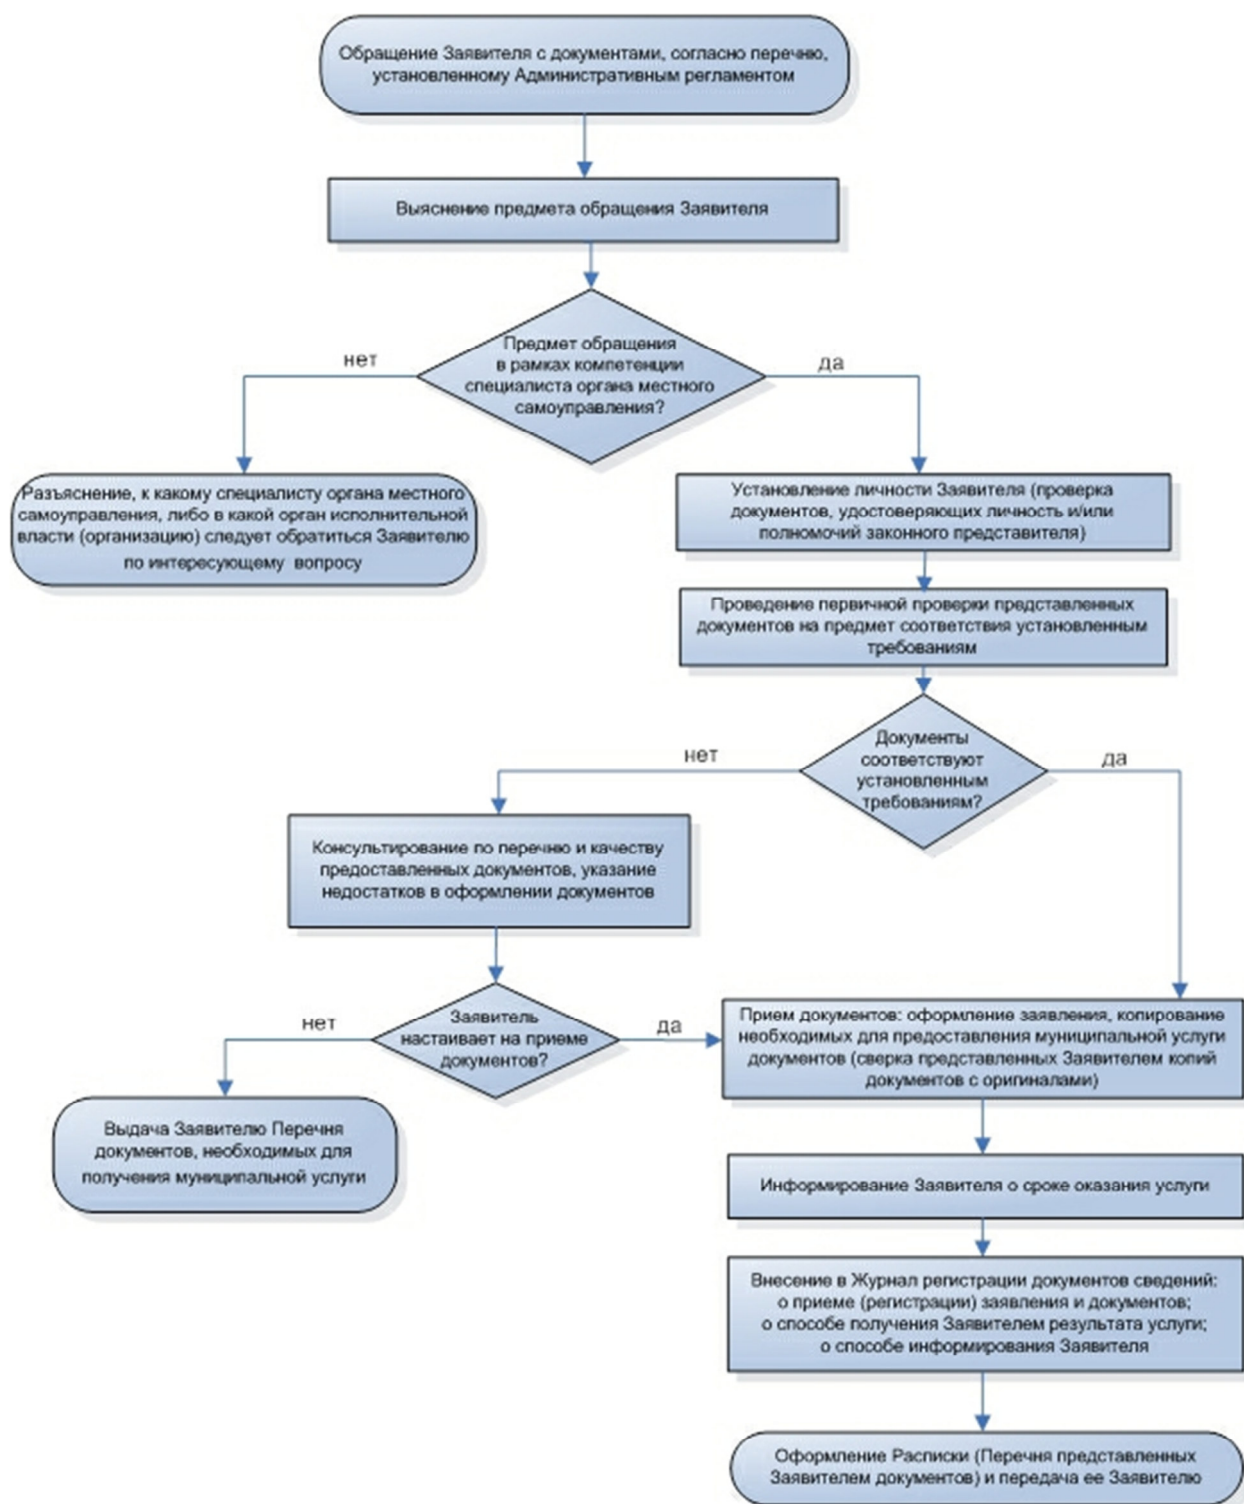 Обращение Заявителя с документами, согласно перечню,
установленному Административным регламентом
Выяснение предмета обращения Заявителя
Предмет обращения
в рамках компетенции
специалиста органа местного
самоуправления?
нет
да
Разъяснение, к какому специалисту органа местного
самоуправления, либо в какой орган исполнительной
власти (организацию) следует обратиться Заявителю
по интересующему вопросу
Установление личности Заявителя (проверка
документов, удостоверяющих личность и/или
полномочий законного представителя)
Проведение первичной проверки представленных
документов на предмет соответствия установленным
требованиям
Документы
соответствуют
установленным
требованиям?
нет
да
Консультирование по перечню и качеству
предоставленных документов, указание
недостатков в оформлении документов
Заявитель
настаивает на приеме
документов?
нет
да
Прием документов: оформление заявления, копирование
необходимых для предоставления муниципальной услуги
документов (сверка представленных Заявителем копий
документов с оригиналами)
Выдача Заявителю Перечня
документов, необходимых для
получения муниципальной услуги
Информирование Заявителя о сроке оказания услуги
Внесение в Журнал регистрации документов сведений:
о приеме (регистрации) заявления и документов;
о способе получения Заявителем результата услуги;
о способе информирования Заявителя
Оформление Расписки (Перечня представленных
Заявителем документов) и передача ее Заявителю